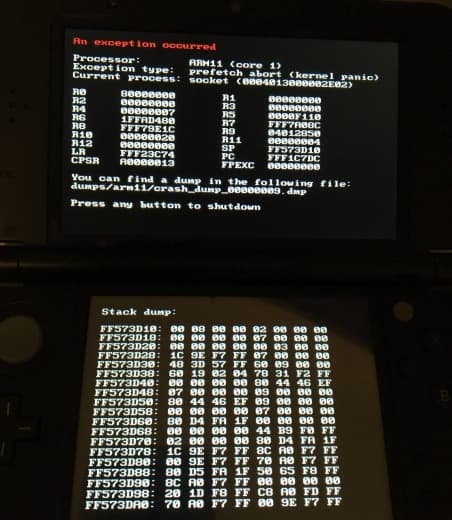 An exception occurred
Processor: ARM11 (core 1)
Exception type: prefetch abort (kernel panic)
Current process: socket (0004013000002E02)
R0 80000000 R1 00000000
R2 00000000 R3 00000000
R4 00000007 R5 0000F110
R6 1FFAD480 R7 FFF7A08C
R8 FFF79E1C R9 04012850
R10 00000020 R11 00000004
R12 00000000 SP FF573D10
LR FFF23C74 PC FFF1C7DC
CPSR A0000013 FPEXC 00000000
You can find a dump in the following file:
dumps/arm11/crash_dump_00000009.dmp
Press any button to shutdown
Stack dump:
FF573D10: 00 08 00 00 02 00 00 00
FF573D18: 00 00 00 00 07 00 00 00
FF573D20: 00 00 00 00 00 03 00 00
FF573D28: 1C 9E F7 FF 07 00 00 00
FF573D30: 48 3D 57 FF 60 09 00 00
FF573D38: 60 19 02 04 78 31 F2 FF
FF573D40: 00 00 00 00 80 44 46 EF
FF573D48: 07 00 00 00 09 00 00 00
FF573D50: 80 44 46 EF 09 00 00 00
FF573D58: 00 00 00 00 07 00 00 00
FF573D60: 80 D4 FA 1F 00 00 00 00
FF573D68: 00 00 00 00 44 D9 F0 FF
FF573D70: 02 00 00 00 80 D4 FA 1F
FF573D78: 1C 9E F7 FF 8C A0 F7 FF
FF573D80: 00 9E F7 FF 70 A0 F7 FF
FF573D88: 80 D5 FA 1F 50 65 F8 FF
FF573D90: 8C A0 F7 FF 00 00 00 00
FF573D98: 20 1D F8 FF C8 A0 FD FF
FF573DA0: 70 A0 F7 FF 00 9E F7 FF
B